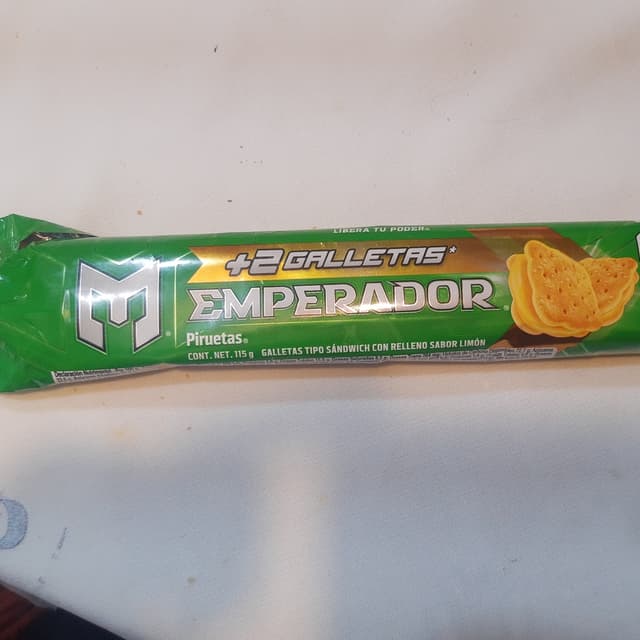 LIBERA TU PODER®
+2 GALLETAS*
EMPERADOR®
Piruetas®
CONT. NET. 115 g GALLETAS TIPO SÁNDWICH CON RELLENO SABOR LIMÓN